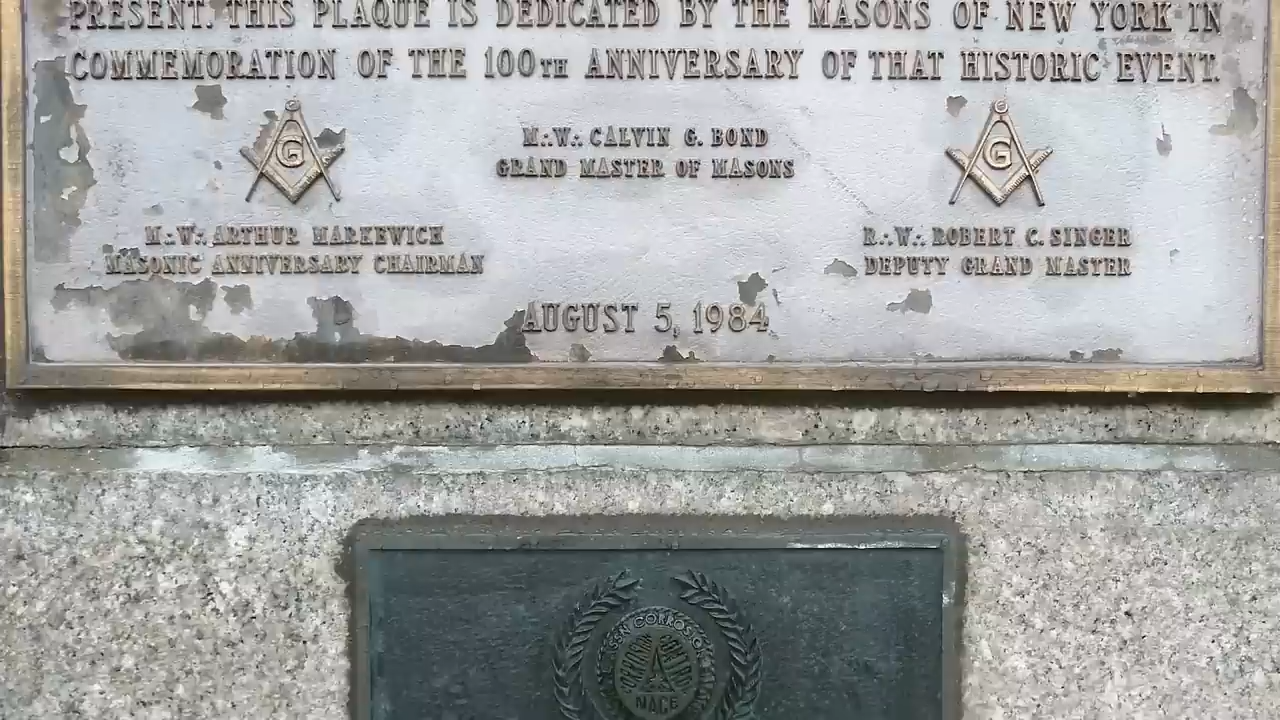 PRESENT. THIS PLAQUE IS DEDICATED BY THE MASONS OF NEW YORK IN
COMMEMORATION OF THE 100TH ANNIVERSARY OF THAT HISTORIC EVENT.
G
G
M∴W∴ CALVIN G. BOND
GRAND MASTER OF MASONS
M∴W∴ ARTHUR MARKEWICH
MASONIC ANNIVERSARY CHAIRMAN
R∴W∴ ROBERT C. SINGER
DEPUTY GRAND MASTER
AUGUST 5, 1984
NACE